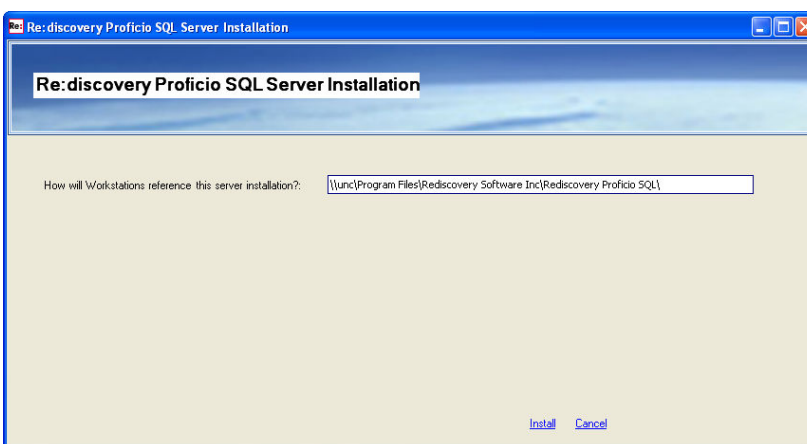 Re: Re:discovery Proficio SQL Server Installation
Re:discovery Proficio SQL Server Installation
How will Workstations reference this server installation?: \\unc\Program Files\Rediscovery Software Inc\Rediscovery Proficio SQL\
Install Cancel